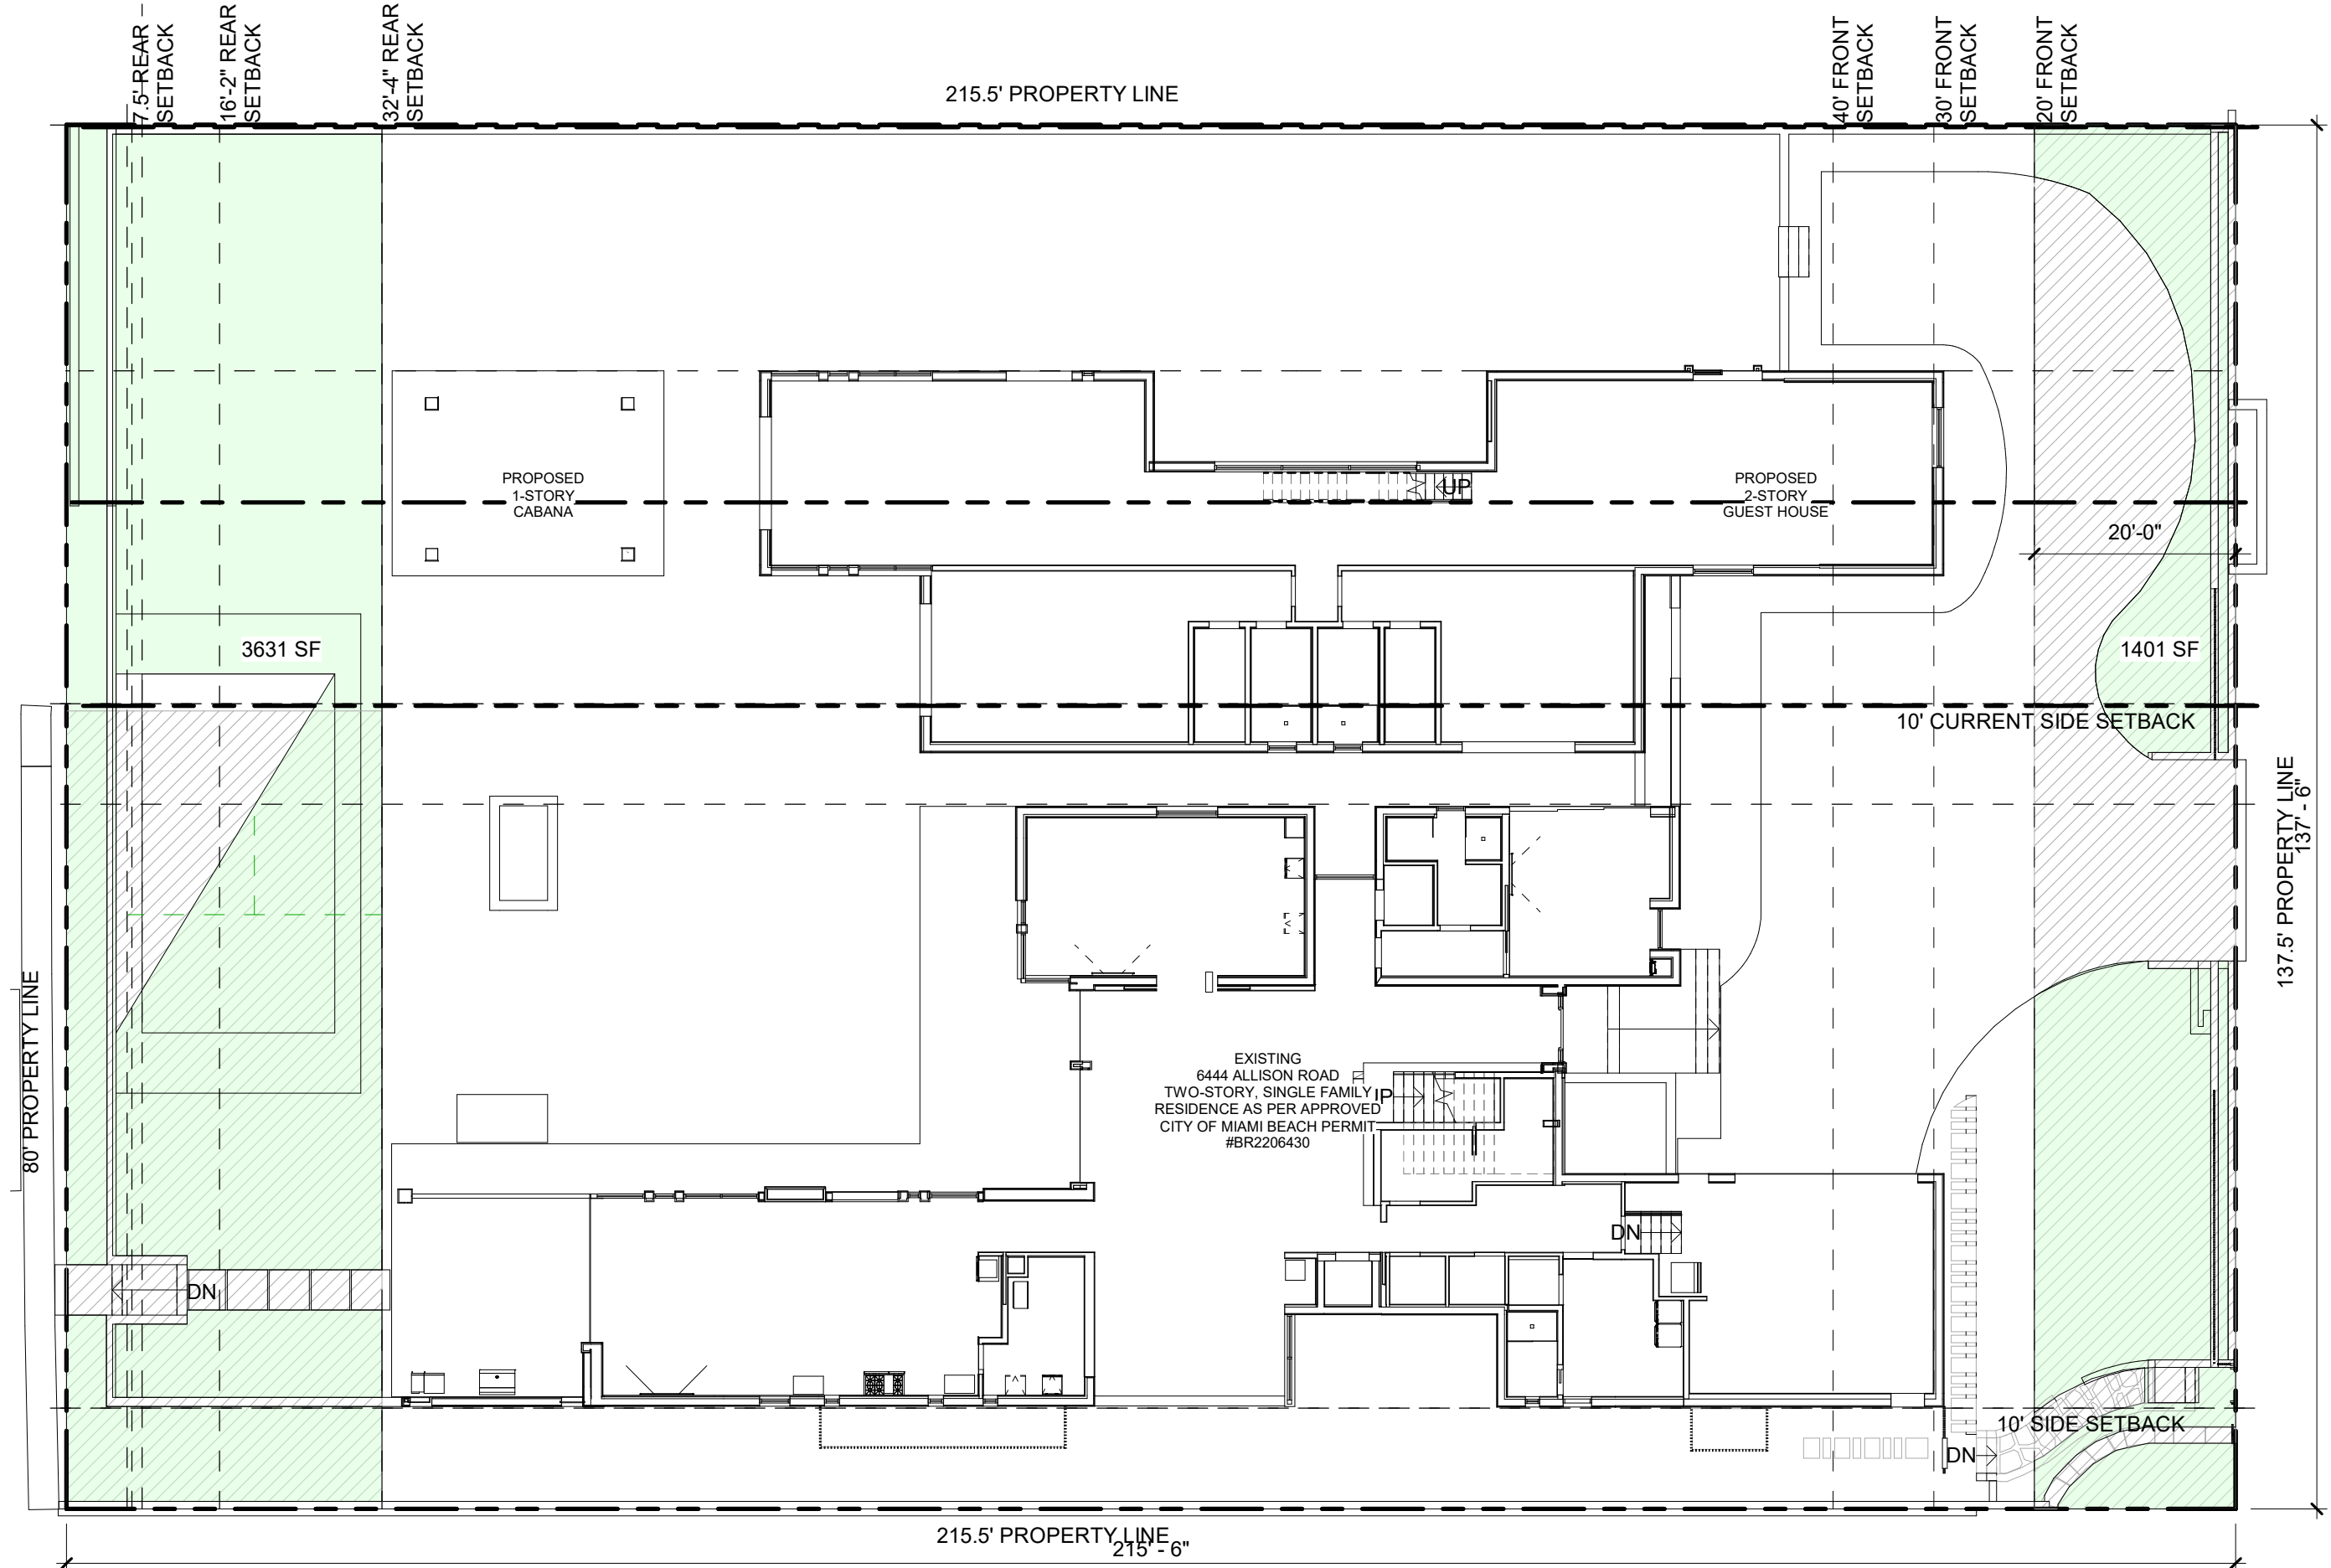 7.5' REAR
SETBACK
16'-2" REAR
SETBACK
32'-4" REAR
SETBACK
215.5' PROPERTY LINE
40' FRONT
SETBACK
30' FRONT
SETBACK
20' FRONT
SETBACK
PROPOSED
1-STORY
CABANA
UP
PROPOSED
2-STORY
GUEST HOUSE
20'-0"
3631 SF
1401 SF
10' CURRENT SIDE SETBACK
137.5' PROPERTY LINE
137' - 6"
80' PROPERTY LINE
EXISTING
6444 ALLISON ROAD
TWO-STORY, SINGLE FAMILY
RESIDENCE AS PER APPROVED
CITY OF MIAMI BEACH PERMIT
#BR2206430
DN
DN
10' SIDE SETBACK
DN
215.5' PROPERTY LINE
215' - 6"